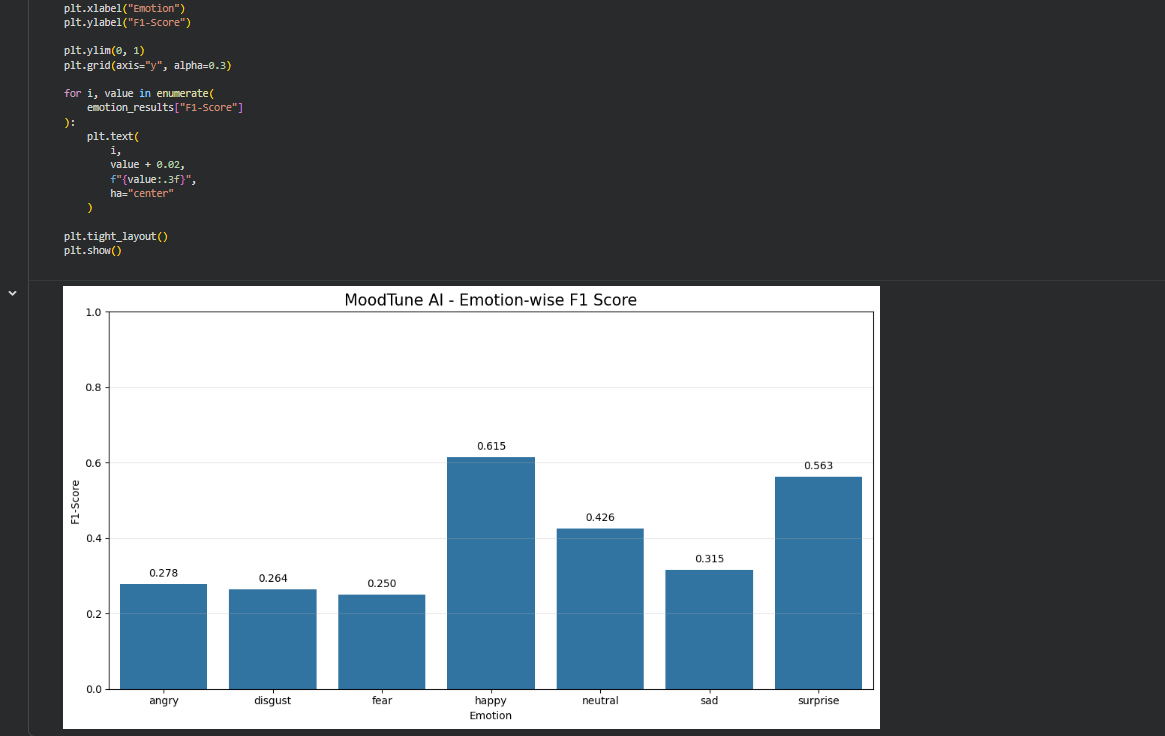 plt.xlabel("Emotion")
plt.ylabel("F1-Score")
plt.ylim(0, 1)
plt.grid(axis="y", alpha=0.3)
for i, value in enumerate(
    emotion_results["F1-Score"]
):
    plt.text(
        i,
        value + 0.02,
        f"{value:.3f}",
        ha="center"
    )
plt.tight_layout()
plt.show()
MoodTune AI - Emotion-wise F1 Score
1.0
0.8
0.6
0.4
0.2
0.0
F1-Score
0.278
0.264
0.250
0.615
0.426
0.315
0.563
angry disgust fear happy neutral sad surprise
Emotion